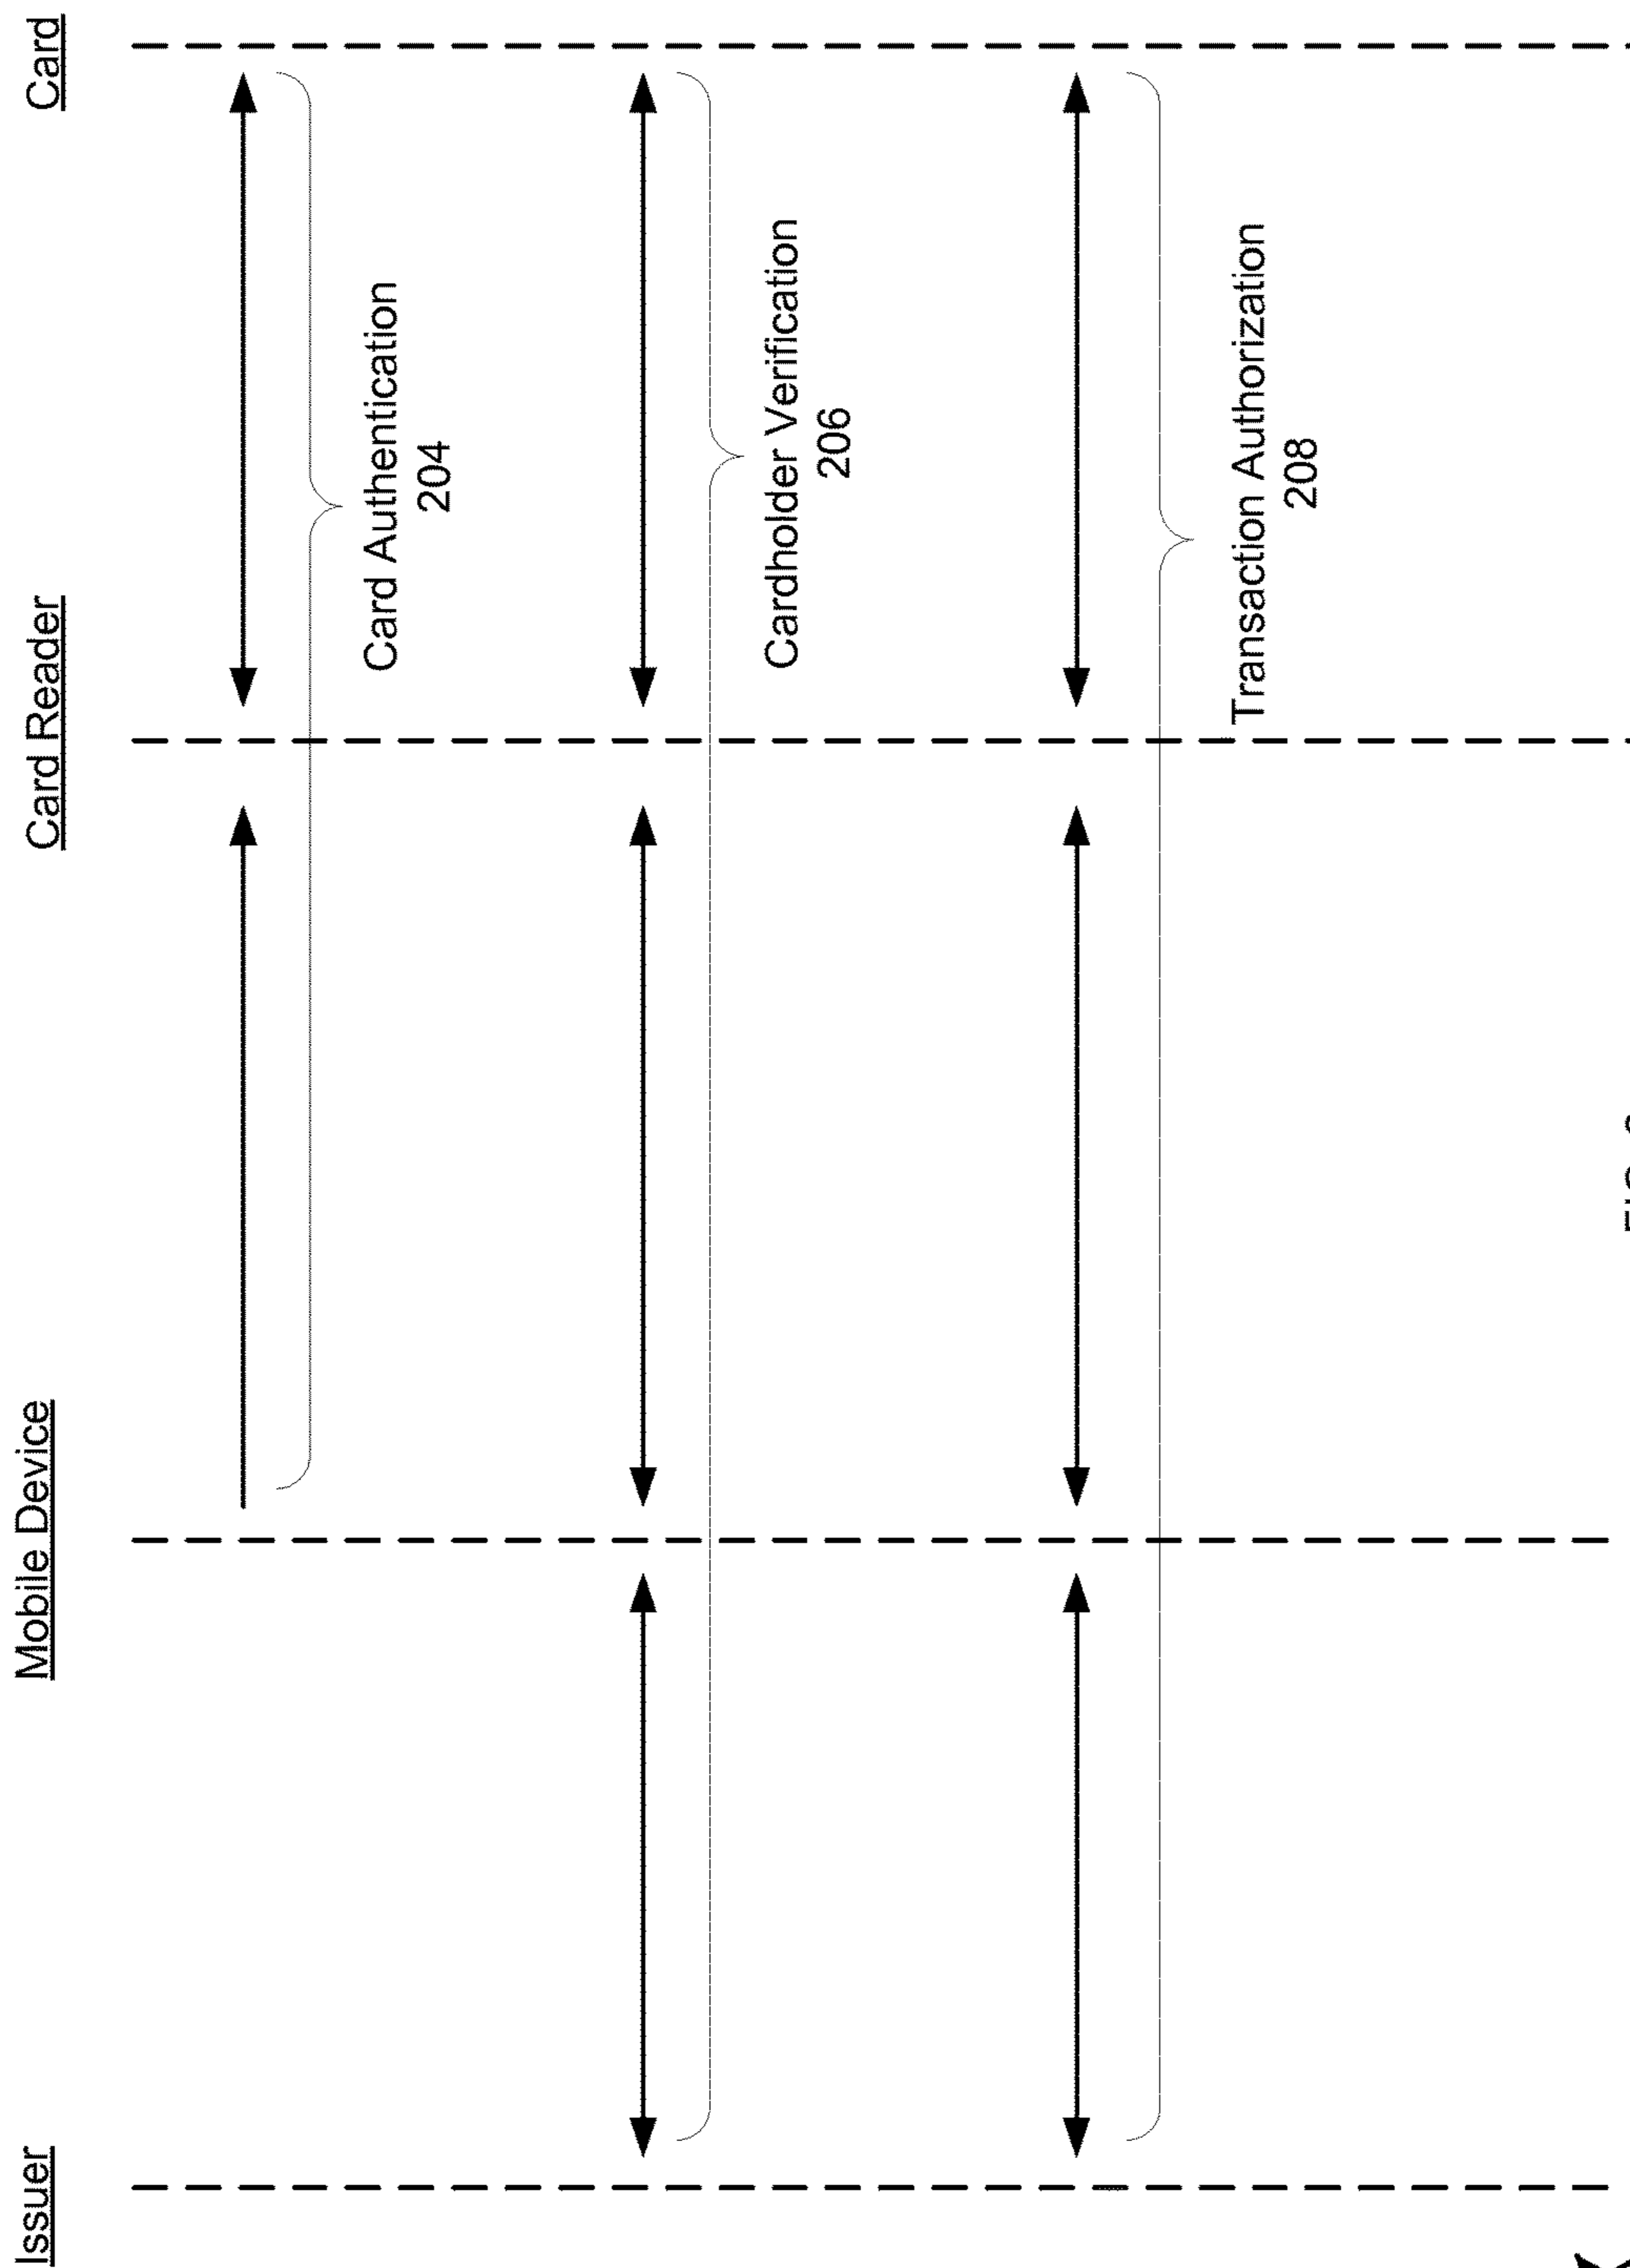 Issuer
Mobile Device
Card Reader
Card
Card Authentication
204
Cardholder Verification
206
Transaction Authorization
208